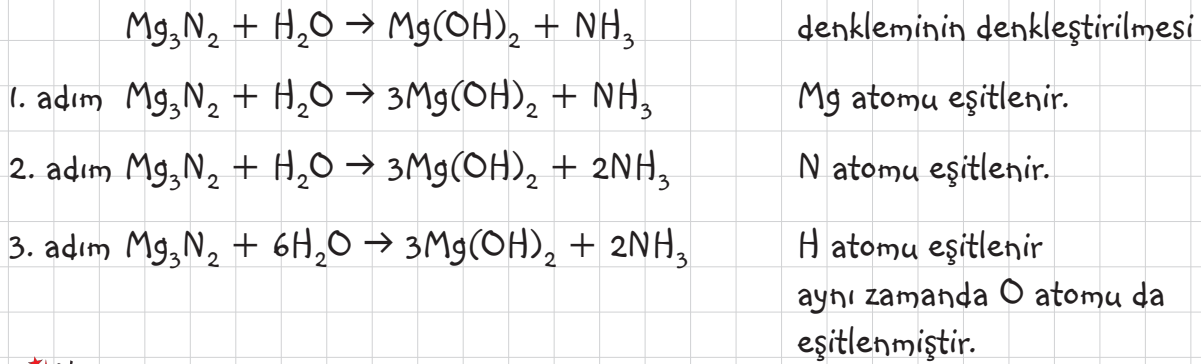 Mg₃N₂ + H₂O → Mg(OH)₂ + NH₃ denkleminin denkleştirilmesi
1. adım Mg₃N₂ + H₂O → 3Mg(OH)₂ + NH₃ Mg atomu eşitlenir.
2. adım Mg₃N₂ + H₂O → 3Mg(OH)₂ + 2NH₃ N atomu eşitlenir.
3. adım Mg₃N₂ + 6H₂O → 3Mg(OH)₂ + 2NH₃ H atomu eşitlenir
aynı zamanda O atomu da
eşitlenmiştir.